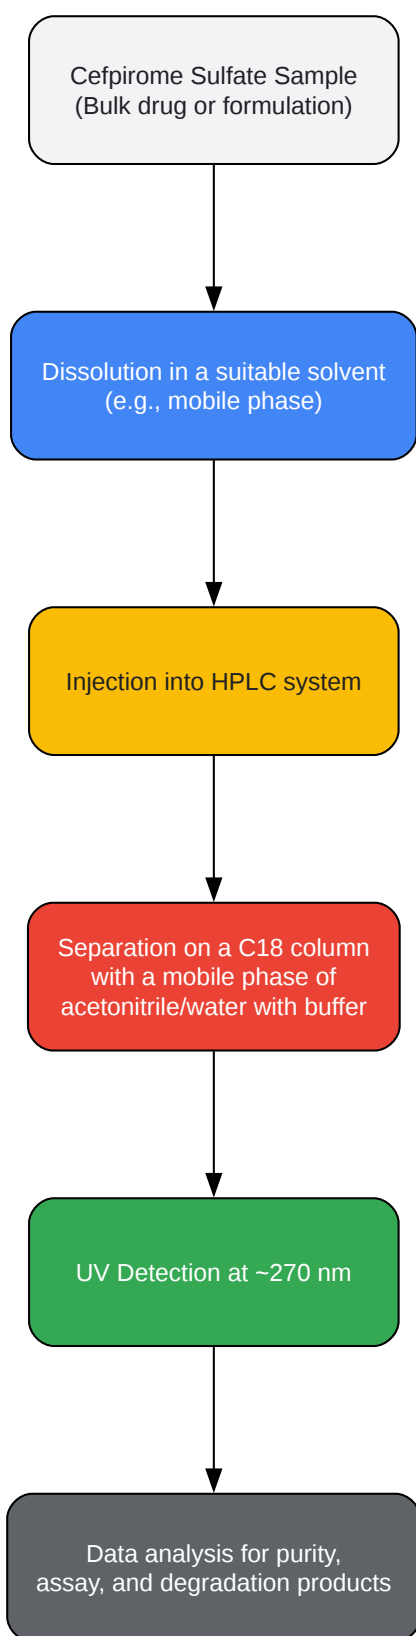 Cefpirome Sulfate Sample
(Bulk drug or formulation)
Dissolution in a suitable solvent
(e.g., mobile phase)
Injection into HPLC system
Separation on a C18 column
with a mobile phase of
acetonitrile/water with buffer
UV Detection at ~270 nm
Data analysis for purity,
assay, and degradation products